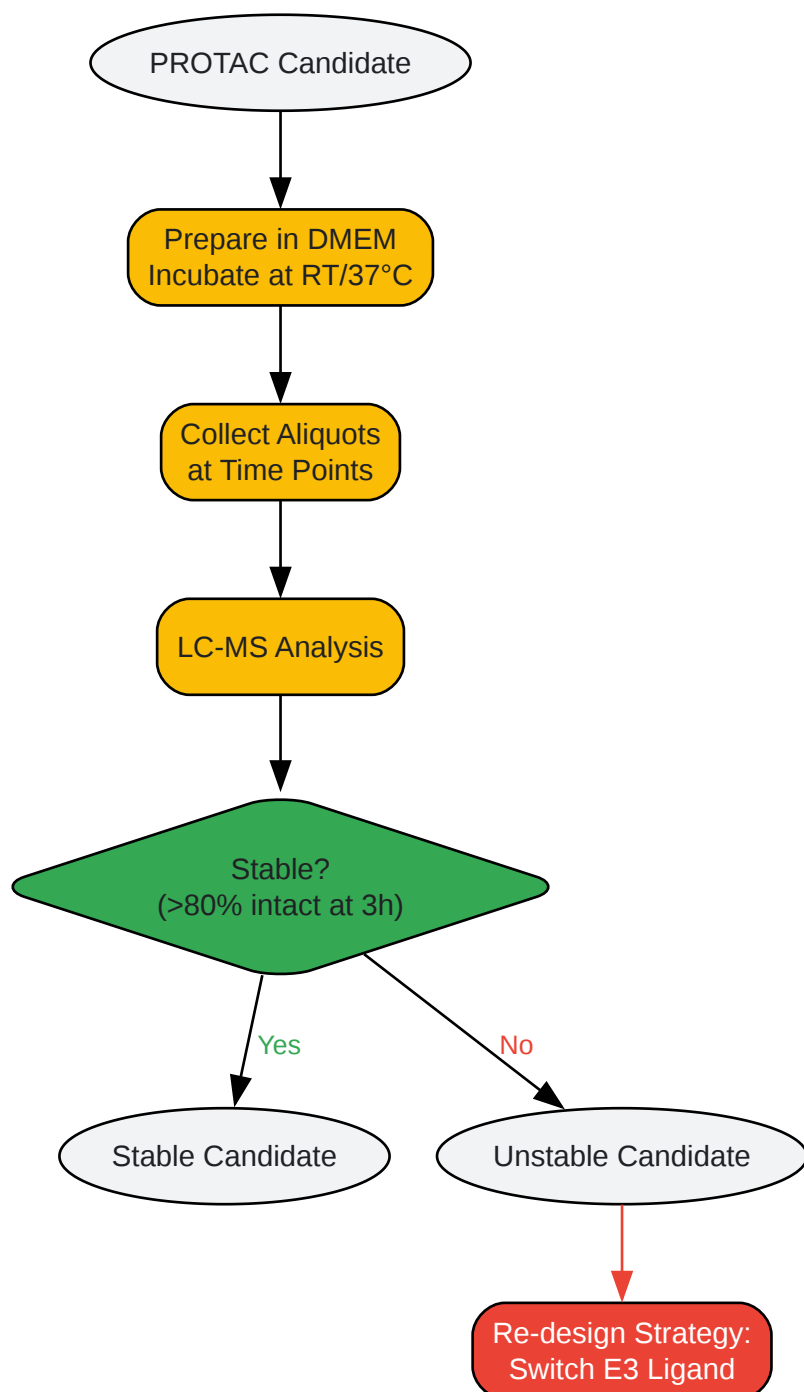 PROTAC Candidate
Prepare in DMEM
Incubate at RT/37°C
Collect Aliquots
at Time Points
LC-MS Analysis
Stable?
(>80% intact at 3h)
Yes
No
Stable Candidate
Unstable Candidate
Re-design Strategy:
Switch E3 Ligand